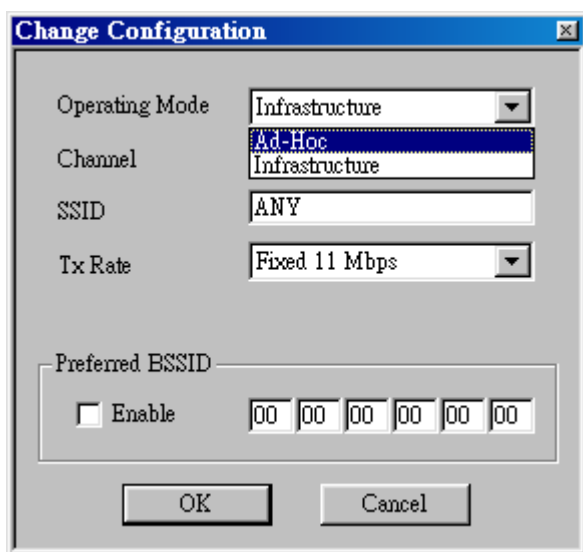 Change Configuration
Operating Mode Infrastructure
Ad-Hoc
Channel Infrastructure
SSID ANY
Tx Rate Fixed 11 Mbps
Preferred BSSID
Enable 00 00 00 00 00 00
OK Cancel